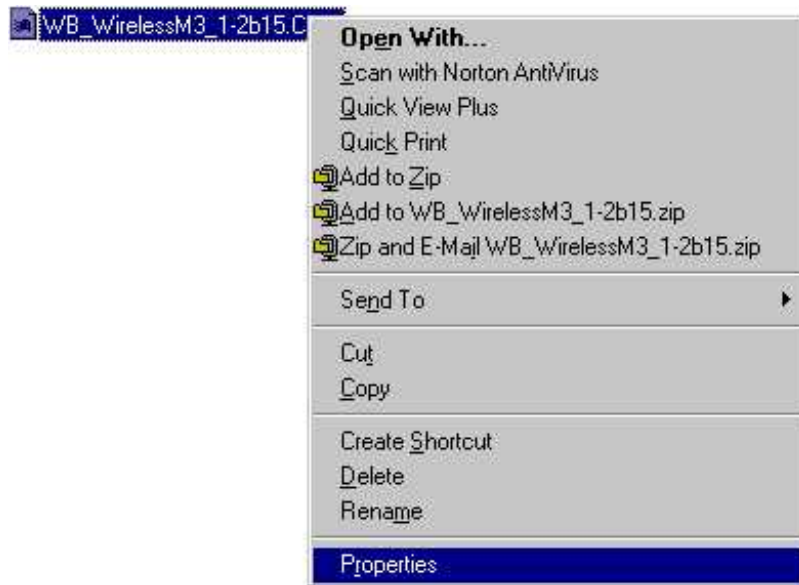 WB_WirelessM3_1-2b15.C
Open With...
Scan with Norton AntiVirus
Quick View Plus
Quick Print
Add to Zip
Add to WB_WirelessM3_1-2b15.zip
Zip and E-Mail WB_WirelessM3_1-2b15.zip
Send To
Cut
Copy
Create Shortcut
Delete
Rename
Properties